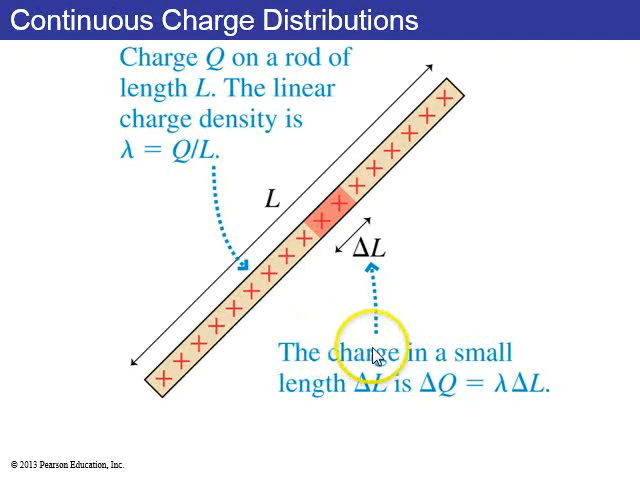 Continuous Charge Distributions
Charge Q on a rod of
length L. The linear
charge density is
λ = Q/L.
L
ΔL
The charge in a small
length ΔL is ΔQ = λΔL.
© 2013 Pearson Education, Inc.